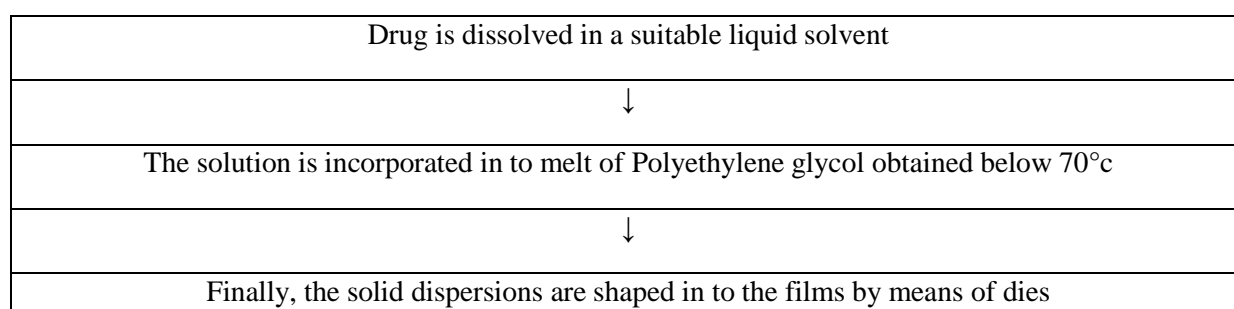 Drug is dissolved in a suitable liquid solvent
↓
The solution is incorporated in to melt of Polyethylene glycol obtained below 70°c
↓
Finally, the solid dispersions are shaped in to the films by means of dies